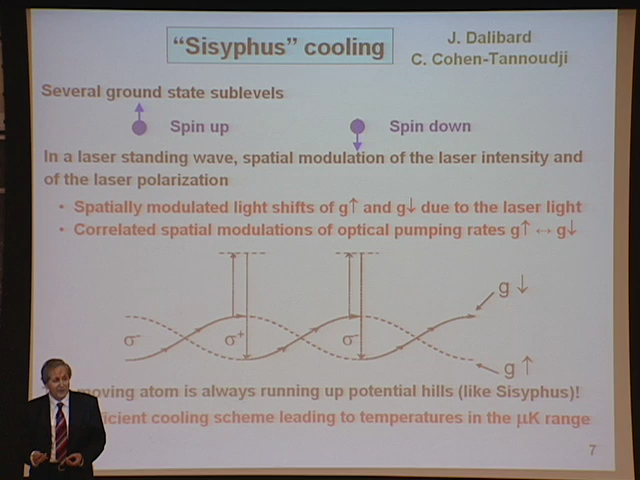 "Sisyphus" cooling
J. Dalibard
C. Cohen-Tannoudji
Several ground state sublevels
Spin up
Spin down
In a laser standing wave, spatial modulation of the laser intensity and
of the laser polarization
• Spatially modulated light shifts of g↑ and g↓ due to the laser light
• Correlated spatial modulations of optical pumping rates g↑ ↔ g↓
g↓
σ⁻ σ⁺ σ⁻
g↑
moving atom is always running up potential hills (like Sisyphus)!
cooling scheme leading to temperatures in the μK range
7